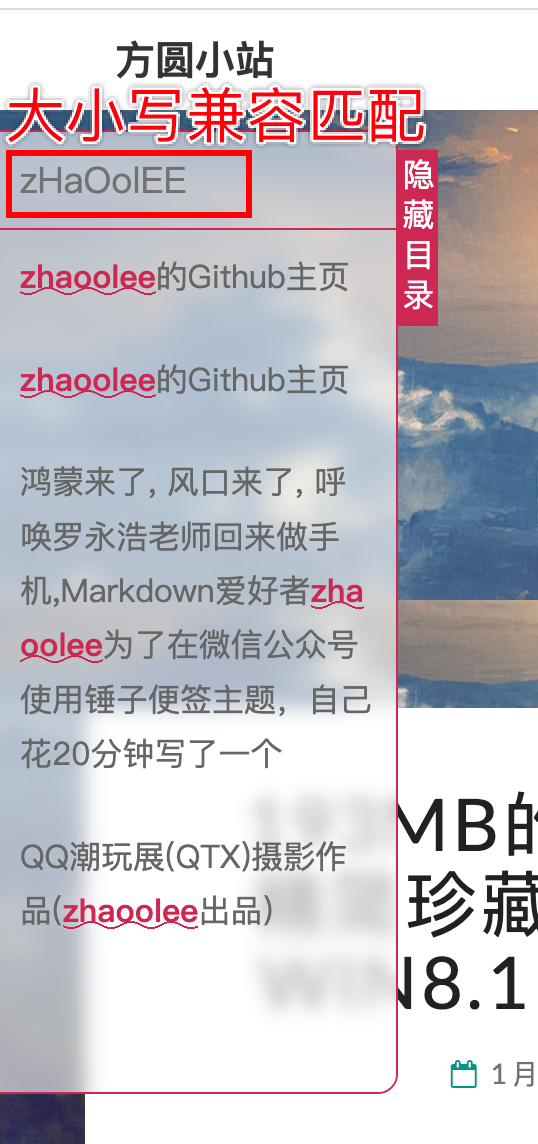 方圆小站
大小写兼容匹配
zHaOolEE
隐藏目录
zhaoolee的Github主页
zhaoolee的Github主页
鸿蒙来了, 风口来了, 呼
唤罗永浩老师回来做手
机,Markdown爱好者zha
oolee为了在微信公众号
使用锤子便签主题，自己
花20分钟写了一个
QQ潮玩展(QTX)摄影作
品(zhaoolee出品)
MB的
珍藏
WIN8.1
1月